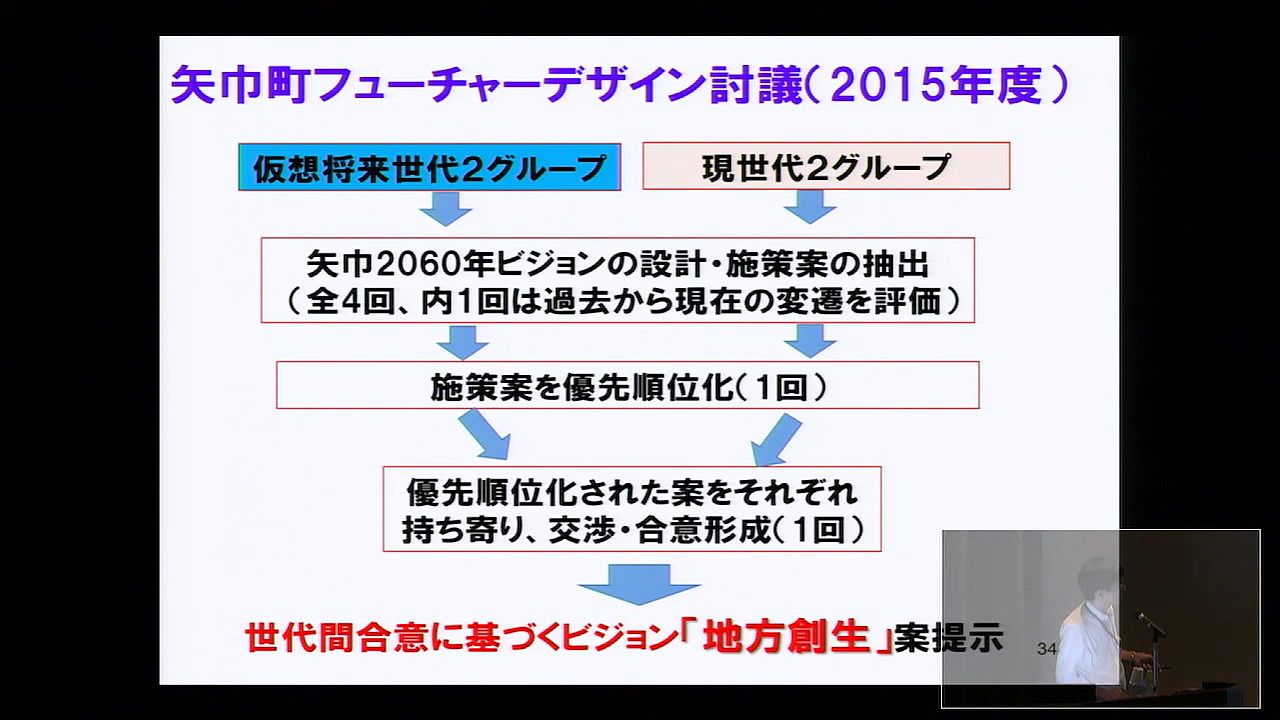 矢巾町フューチャーデザイン討議（2015年度）
仮想将来世代２グループ
現世代２グループ
矢巾2060年ビジョンの設計・施策案の抽出
（全4回、内1回は過去から現在の変遷を評価）
施策案を優先順位化（1回）
優先順位化された案をそれぞれ
持ち寄り、交渉・合意形成（1回）
世代間合意に基づくビジョン「地方創生」案提示
34